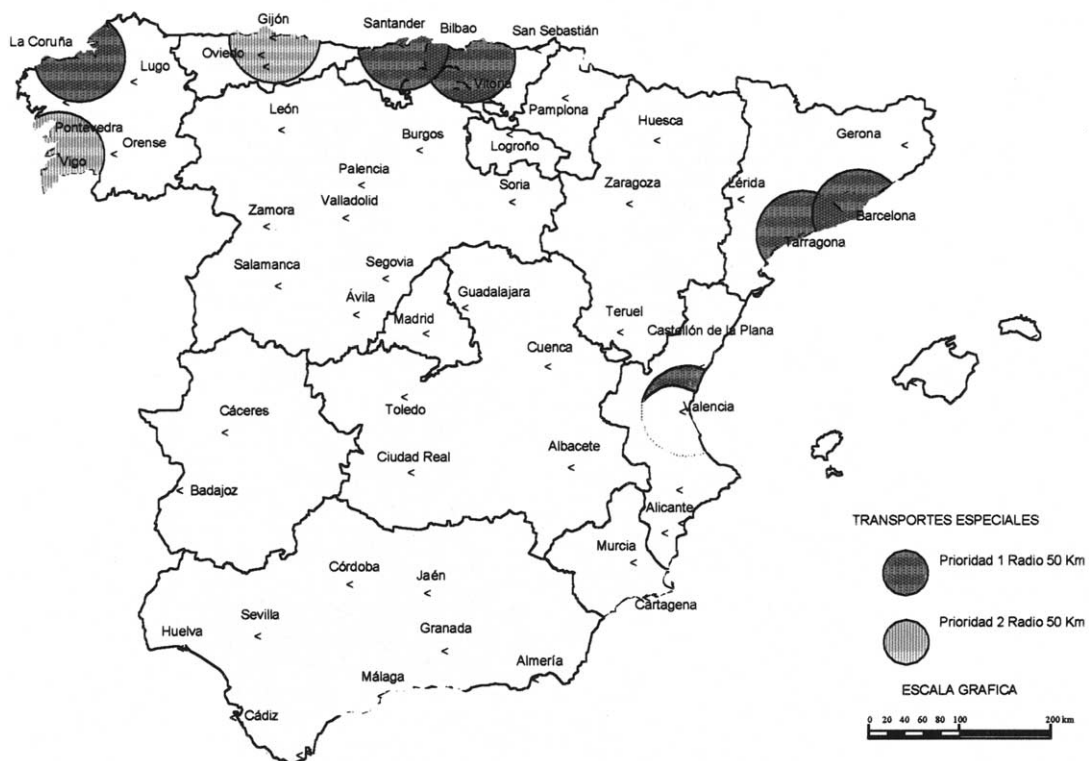 Gijón
Santander
Bilbao
San Sebastián
La Coruña
Oviedo
Lugo
Vitoria
León
Pamplona
Pontevedra
Orense
Vigo
Burgos
Logroño
Huesca
Gerona
Palencia
Soria
Zaragoza
Lérida
Valladolid
Zamora
Barcelona
Tarragona
Salamanca
Segovia
Ávila
Guadalajara
Madrid
Teruel
Castellón de la Plana
Cuenca
Toledo
Valencia
Cáceres
Ciudad Real
Albacete
Badajoz
Alicante
Murcia
Córdoba
Jaén
Cartagena
Sevilla
Huelva
Granada
Almería
Málaga
Cádiz
TRANSPORTES ESPECIALES
Prioridad 1 Radio 50 Km
Prioridad 2 Radio 50 Km
ESCALA GRAFICA
0 20 40 60 100 200 km